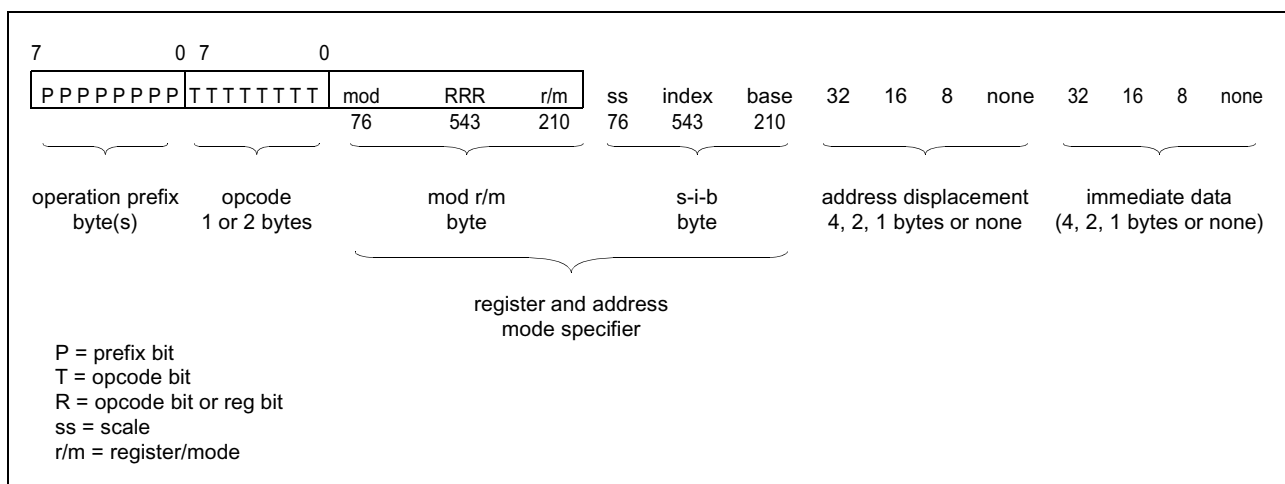 7 0 7 0
P P P P P P P P T T T T T T T T mod RRR r/m ss index base 32 16 8 none 32 16 8 none
76 543 210 76 543 210
operation prefix opcode mod r/m s-i-b address displacement immediate data
byte(s) 1 or 2 bytes byte byte 4, 2, 1 bytes or none (4, 2, 1 bytes or none)
register and address
mode specifier
P = prefix bit
T = opcode bit
R = opcode bit or reg bit
ss = scale
r/m = register/mode